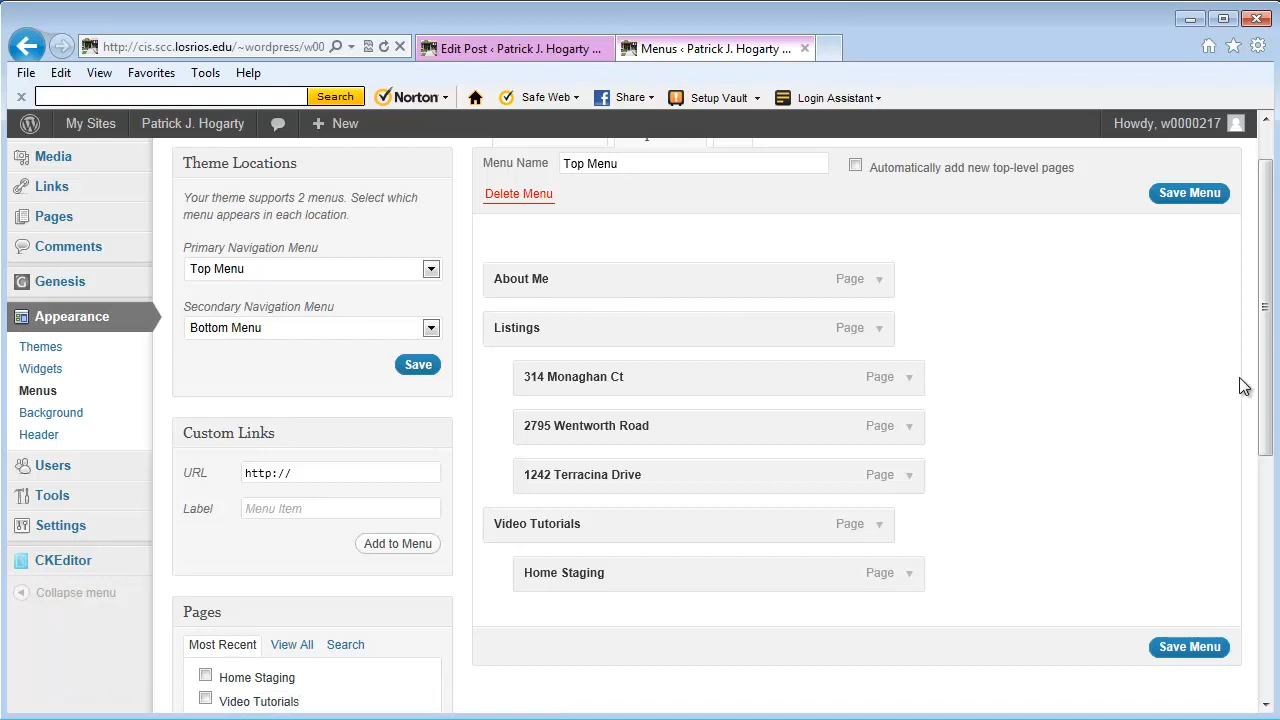 http://cis.scc.losrios.edu/~wordpress/w00
Edit Post ‹ Patrick J. Hogarty ...
Menus ‹ Patrick J. Hogarty ...
File Edit View Favorites Tools Help
Search
Norton
Safe Web
Share
Setup Vault
Login Assistant
My Sites
Patrick J. Hogarty
New
Howdy, w0000217
Media
Links
Pages
Comments
Genesis
Appearance
Themes
Widgets
Menus
Background
Header
Users
Tools
Settings
CKEditor
Collapse menu
Theme Locations
Your theme supports 2 menus. Select which
menu appears in each location.
Primary Navigation Menu
Top Menu
Secondary Navigation Menu
Bottom Menu
Save
Custom Links
URL http://
Label Menu Item
Add to Menu
Pages
Most Recent View All Search
Home Staging
Video Tutorials
Menu Name Top Menu
Automatically add new top-level pages
Delete Menu
Save Menu
About Me Page
Listings Page
314 Monaghan Ct Page
2795 Wentworth Road Page
1242 Terracina Drive Page
Video Tutorials Page
Home Staging Page
Save Menu